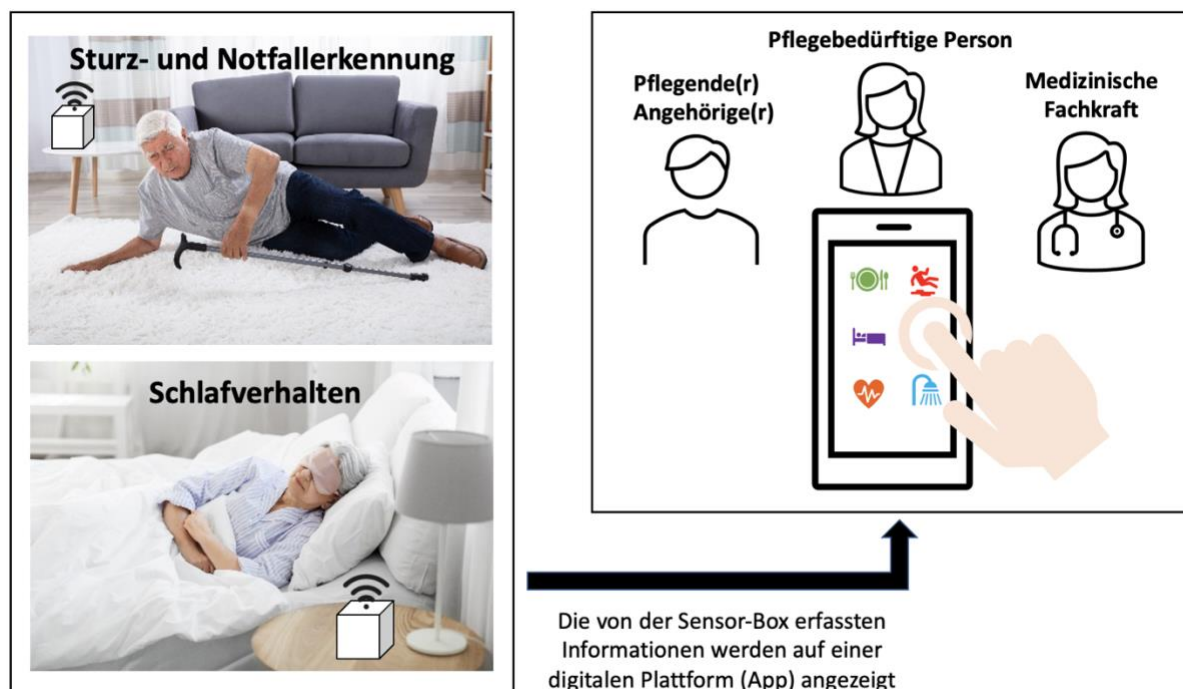 Sturz- und Notfallerkennung
Schlafverhalten
Pflegebedürftige Person
Pflegende(r)
Angehörige(r)
Medizinische
Fachkraft
Die von der Sensor-Box erfassten
Informationen werden auf einer
digitalen Plattform (App) angezeigt